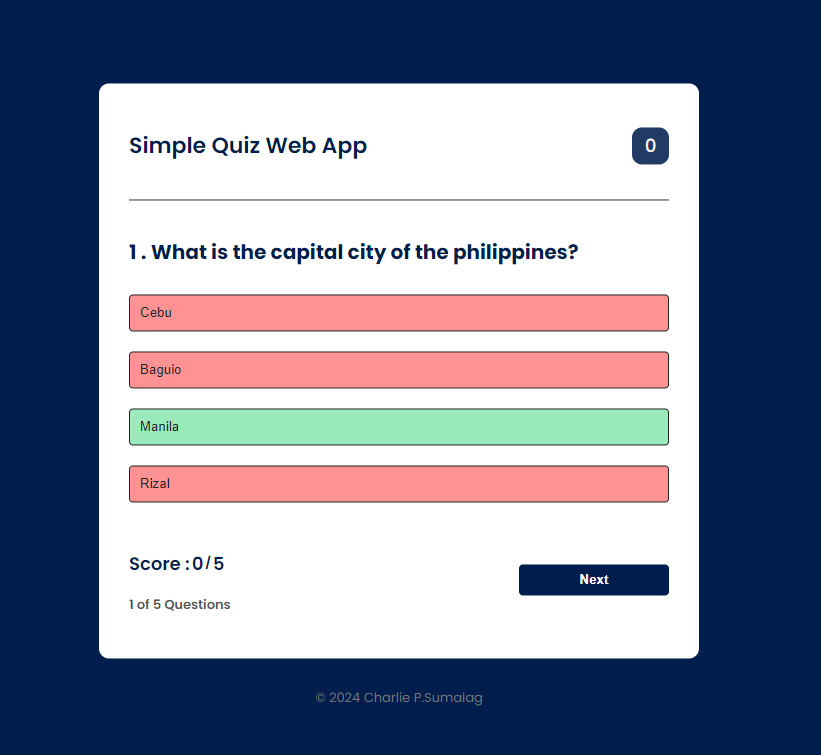 Simple Quiz Web App
0
1 . What is the capital city of the philippines?
Cebu
Baguio
Manila
Rizal
Score : 0 / 5
Next
1 of 5 Questions
© 2024 Charlie P.Sumalag